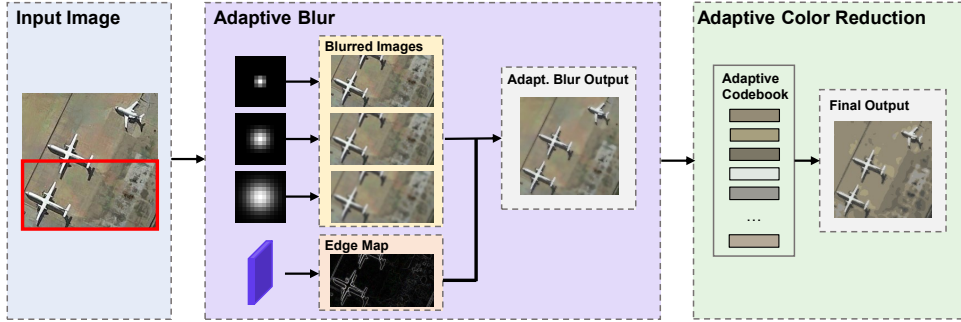 Input Image
Adaptive Blur
Adaptive Color Reduction
Blurred Images
Adapt. Blur Output
Edge Map
Adaptive
Codebook
...
Final Output